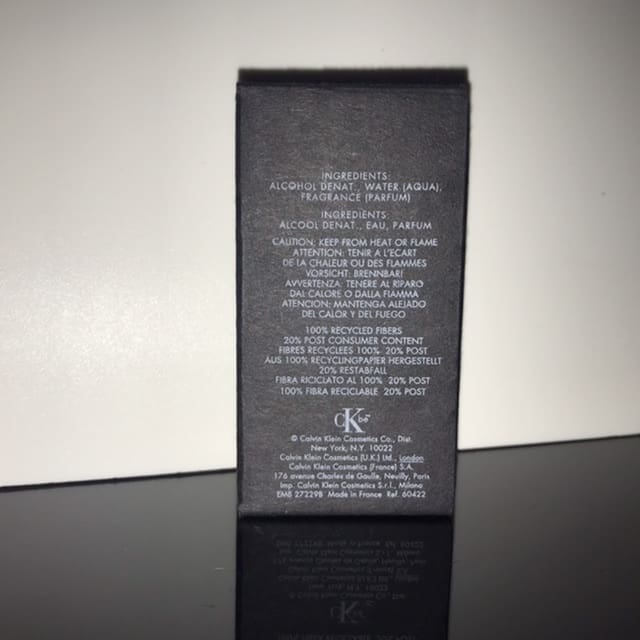 INGREDIENTS:
ALCOHOL DENAT., WATER (AQUA),
FRAGRANCE (PARFUM)
INGREDIENTS:
ALCOOL DENAT., EAU, PARFUM
CAUTION: KEEP FROM HEAT OR FLAME
ATTENTION: TENIR A L'ECART
DE LA CHALEUR OU DES FLAMMES
VORSICHT: BRENNBAR!
AVVERTENZA: TENERE AL RIPARO
DAL CALORE O DALLA FIAMMA
ATENCION: MANTENGA ALEJADO
DEL CALOR Y DEL FUEGO
100% RECYCLED FIBERS
20% POST CONSUMER CONTENT
FIBRES RECYCLEES 100% 20% POST
AUS 100% RECYCLINGPAPIER HERGESTELLT
20% RESTABFALL
FIBRA RICICLATO AL 100% 20% POST
100% FIBRA RECICLABLE 20% POST
cK be™
© Calvin Klein Cosmetics Co., Dist.
New York, N.Y. 10022
Calvin Klein Cosmetics (U.K.) Ltd., London
Calvin Klein Cosmetics (France) S.A.
176 avenue Charles de Gaulle, Neuilly, Paris
Imp. Calvin Klein Cosmetics S.r.l., Milano
EMB 272298 Made in France Ref. 60422